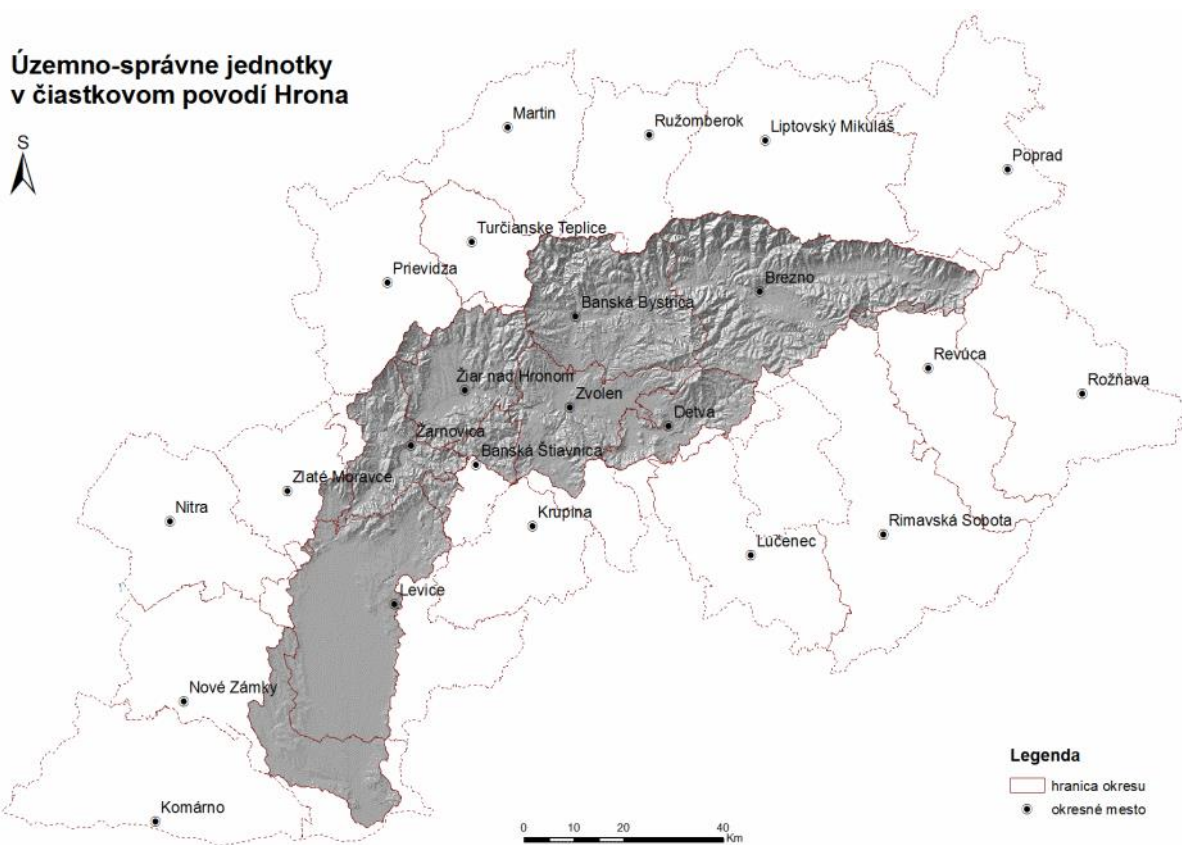 Územno-správne jednotky
v čiastkovom povodí Hrona
S
Martin
Ružomberok
Liptovský Mikuláš
Poprad
Turčianske Teplice
Prievidza
Brezno
Banská Bystrica
Revúca
Rožňava
Žiar nad Hronom
Zvolen
Detva
Žarnovica
Banská Štiavnica
Zlaté Moravce
Nitra
Krupina
Rimavská Sobota
Lučenec
Levice
Nové Zámky
Komárno
Legenda
hranica okresu
okresné mesto
0 10 20 40
Km